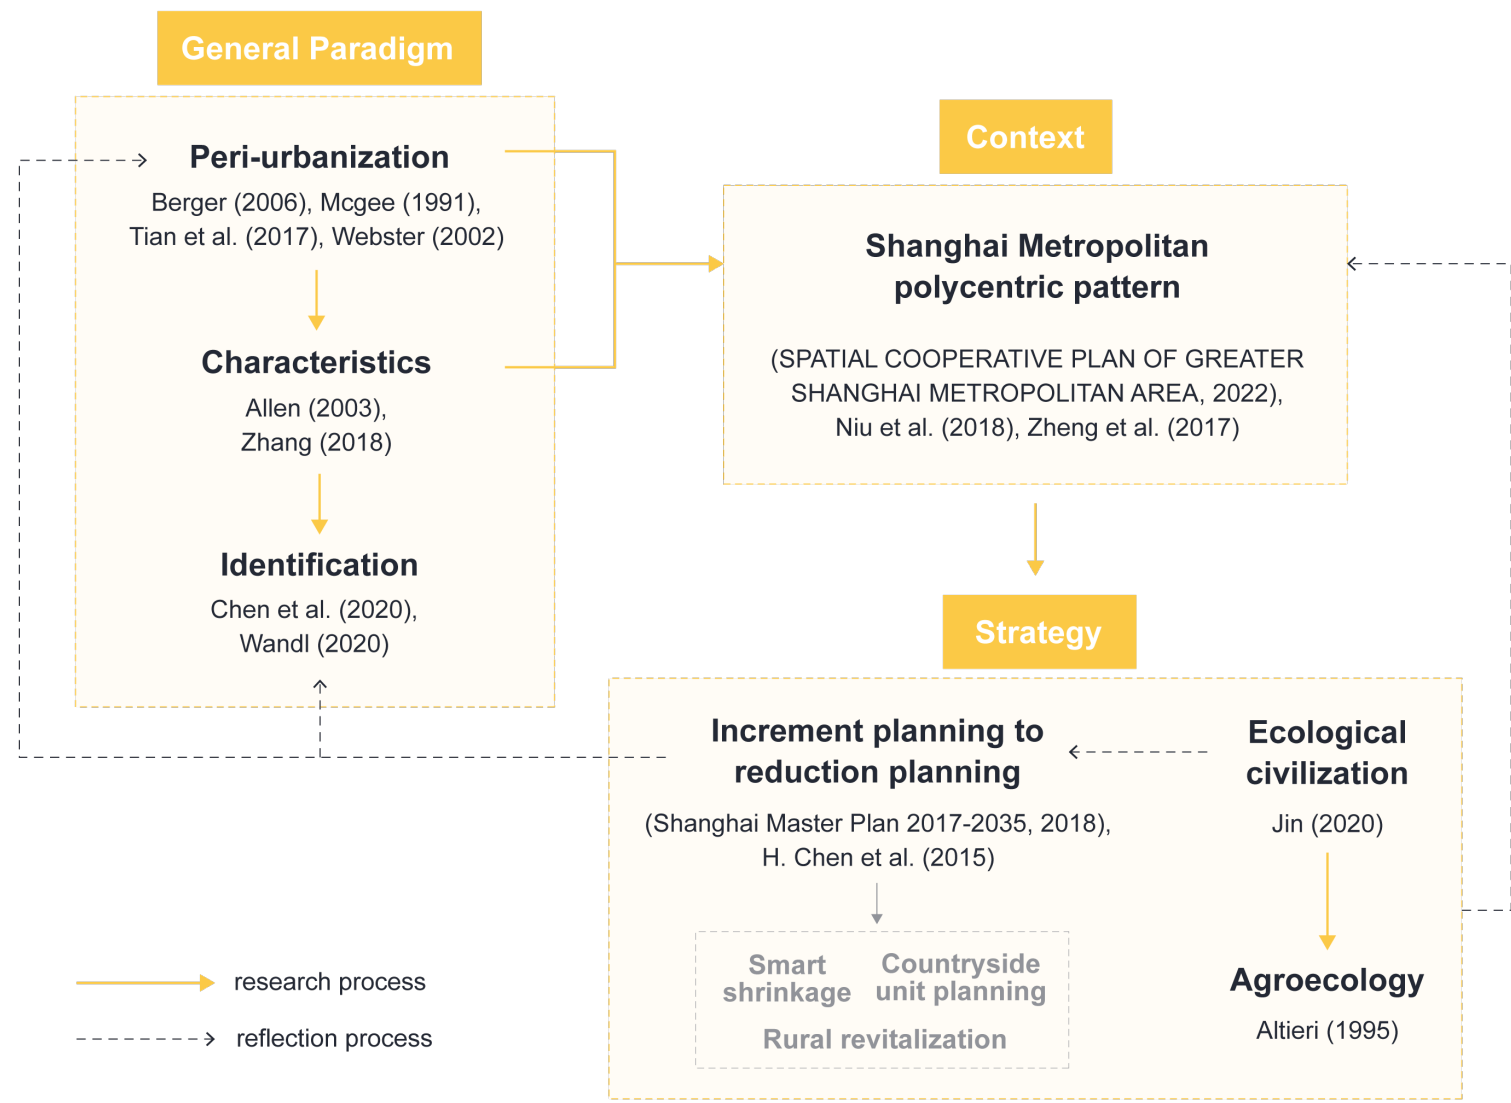 General Paradigm
Peri-urbanization
Berger (2006), Mcgee (1991),
Tian et al. (2017), Webster (2002)
Characteristics
Allen (2003),
Zhang (2018)
Identification
Chen et al. (2020),
Wandl (2020)
Context
Shanghai Metropolitan
polycentric pattern
(SPATIAL COOPERATIVE PLAN OF GREATER
SHANGHAI METROPOLITAN AREA, 2022),
Niu et al. (2018), Zheng et al. (2017)
Strategy
Increment planning to
reduction planning
(Shanghai Master Plan 2017-2035, 2018),
H. Chen et al. (2015)
Smart
shrinkage
Countryside
unit planning
Rural revitalization
Ecological
civilization
Jin (2020)
Agroecology
Altieri (1995)
research process
reflection process